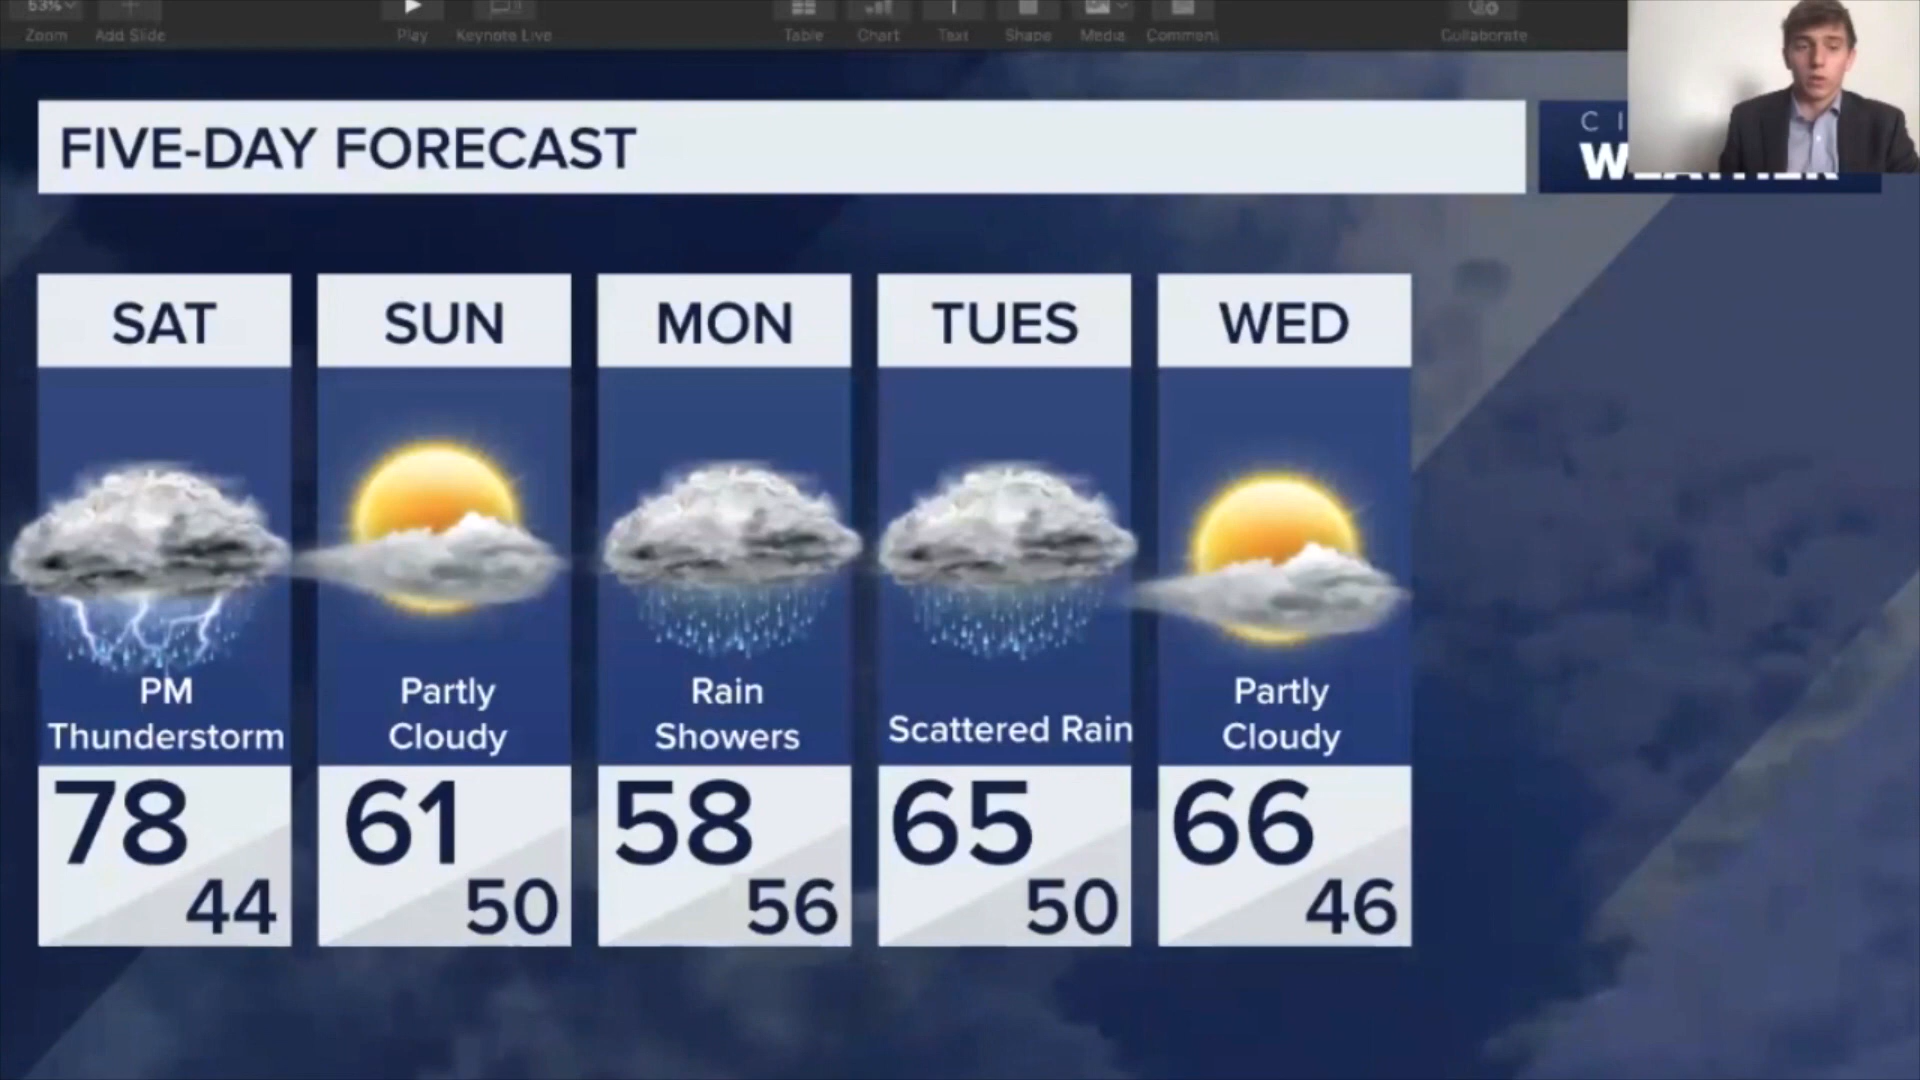 53%
Zoom
Add Slide
Play
Keynote Live
Table
Chart
Text
Shape
Media
Comment
Collaborate
FIVE-DAY FORECAST
SAT
SUN
MON
TUES
WED
PM
Thunderstorm
Partly
Cloudy
Rain
Showers
Scattered Rain
Partly
Cloudy
78
44
61
50
58
56
65
50
66
46